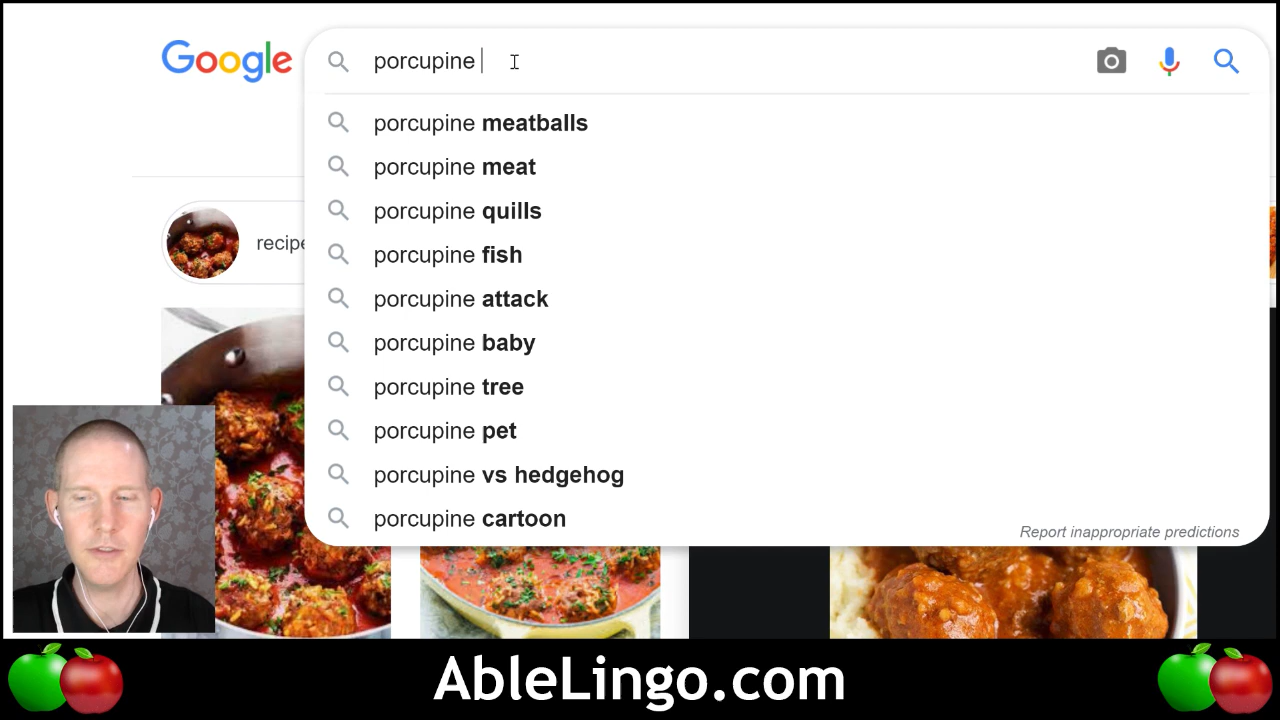 Google
porcupine
porcupine meatballs
porcupine meat
porcupine quills
porcupine fish
porcupine attack
porcupine baby
porcupine tree
porcupine pet
porcupine vs hedgehog
porcupine cartoon
Report inappropriate predictions
AbleLingo.com